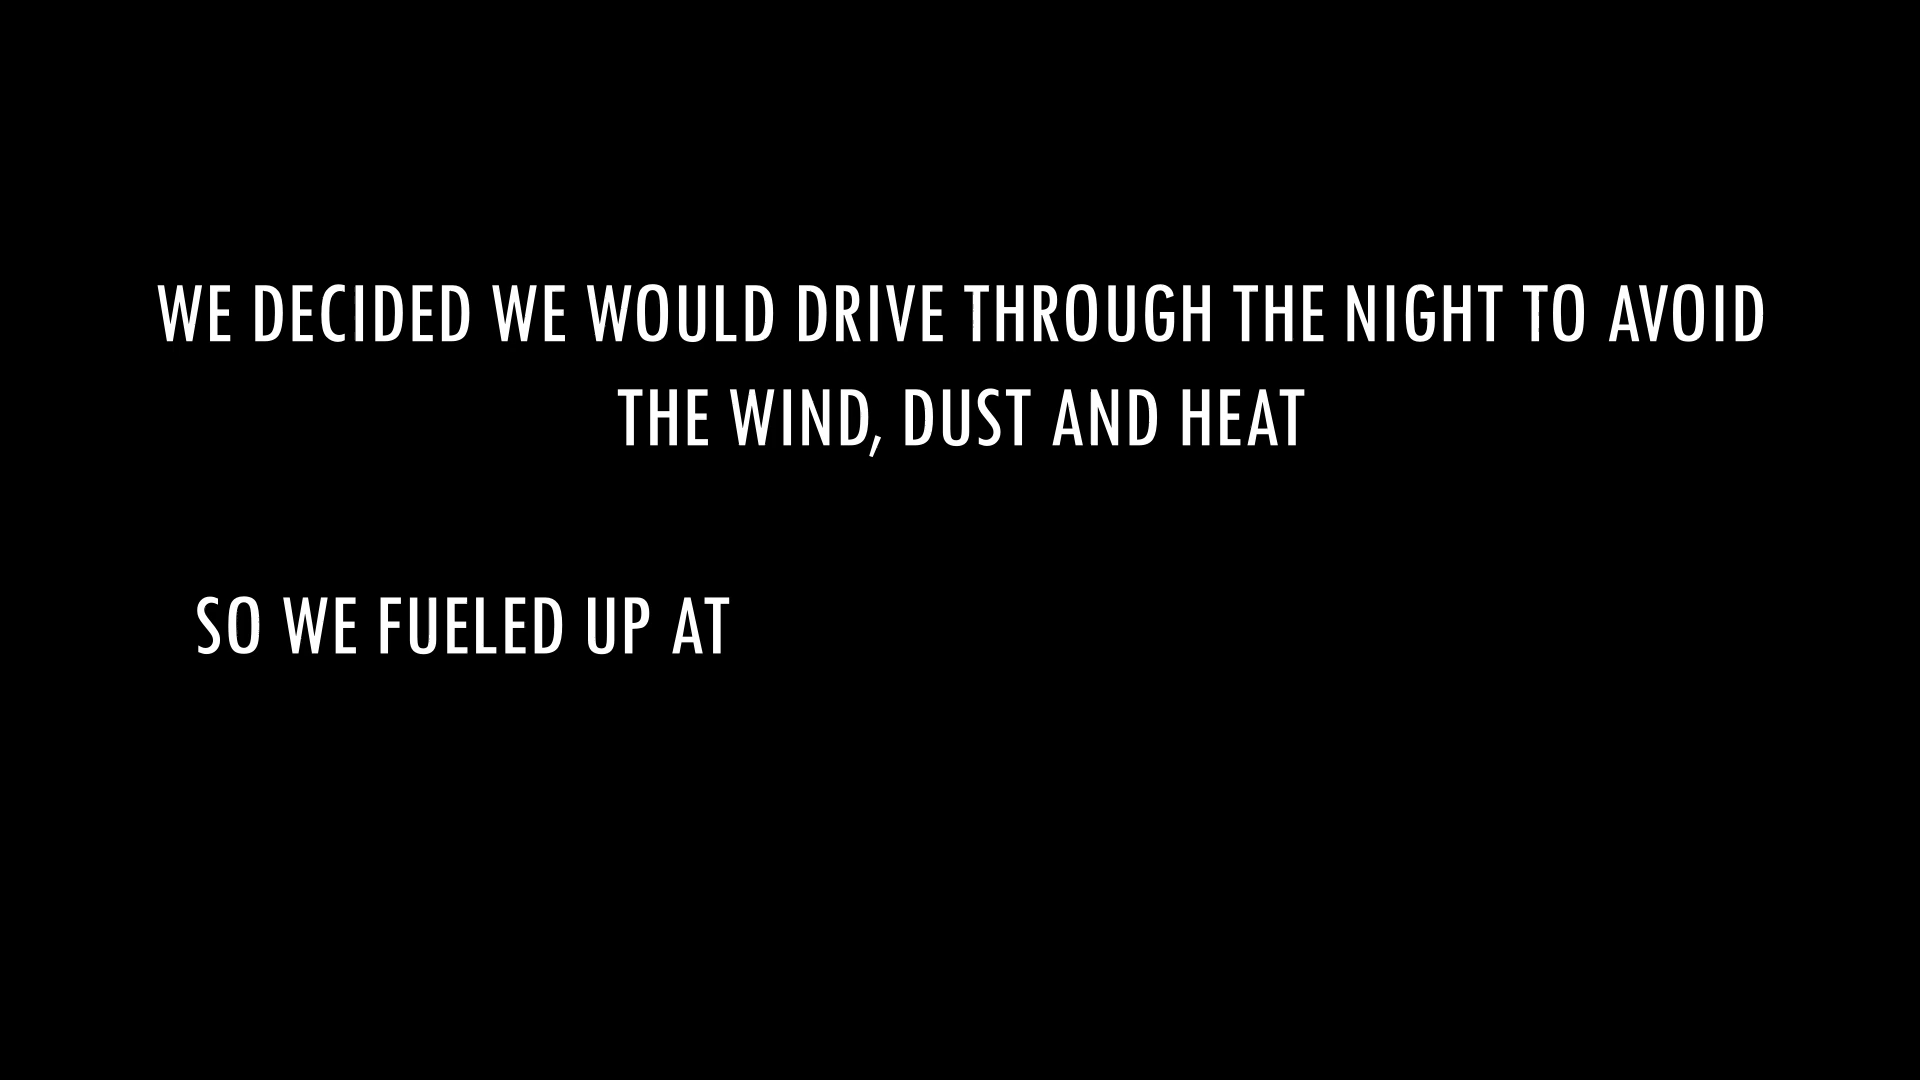 WE DECIDED WE WOULD DRIVE THROUGH THE NIGHT TO AVOID
THE WIND, DUST AND HEAT
SO WE FUELED UP AT